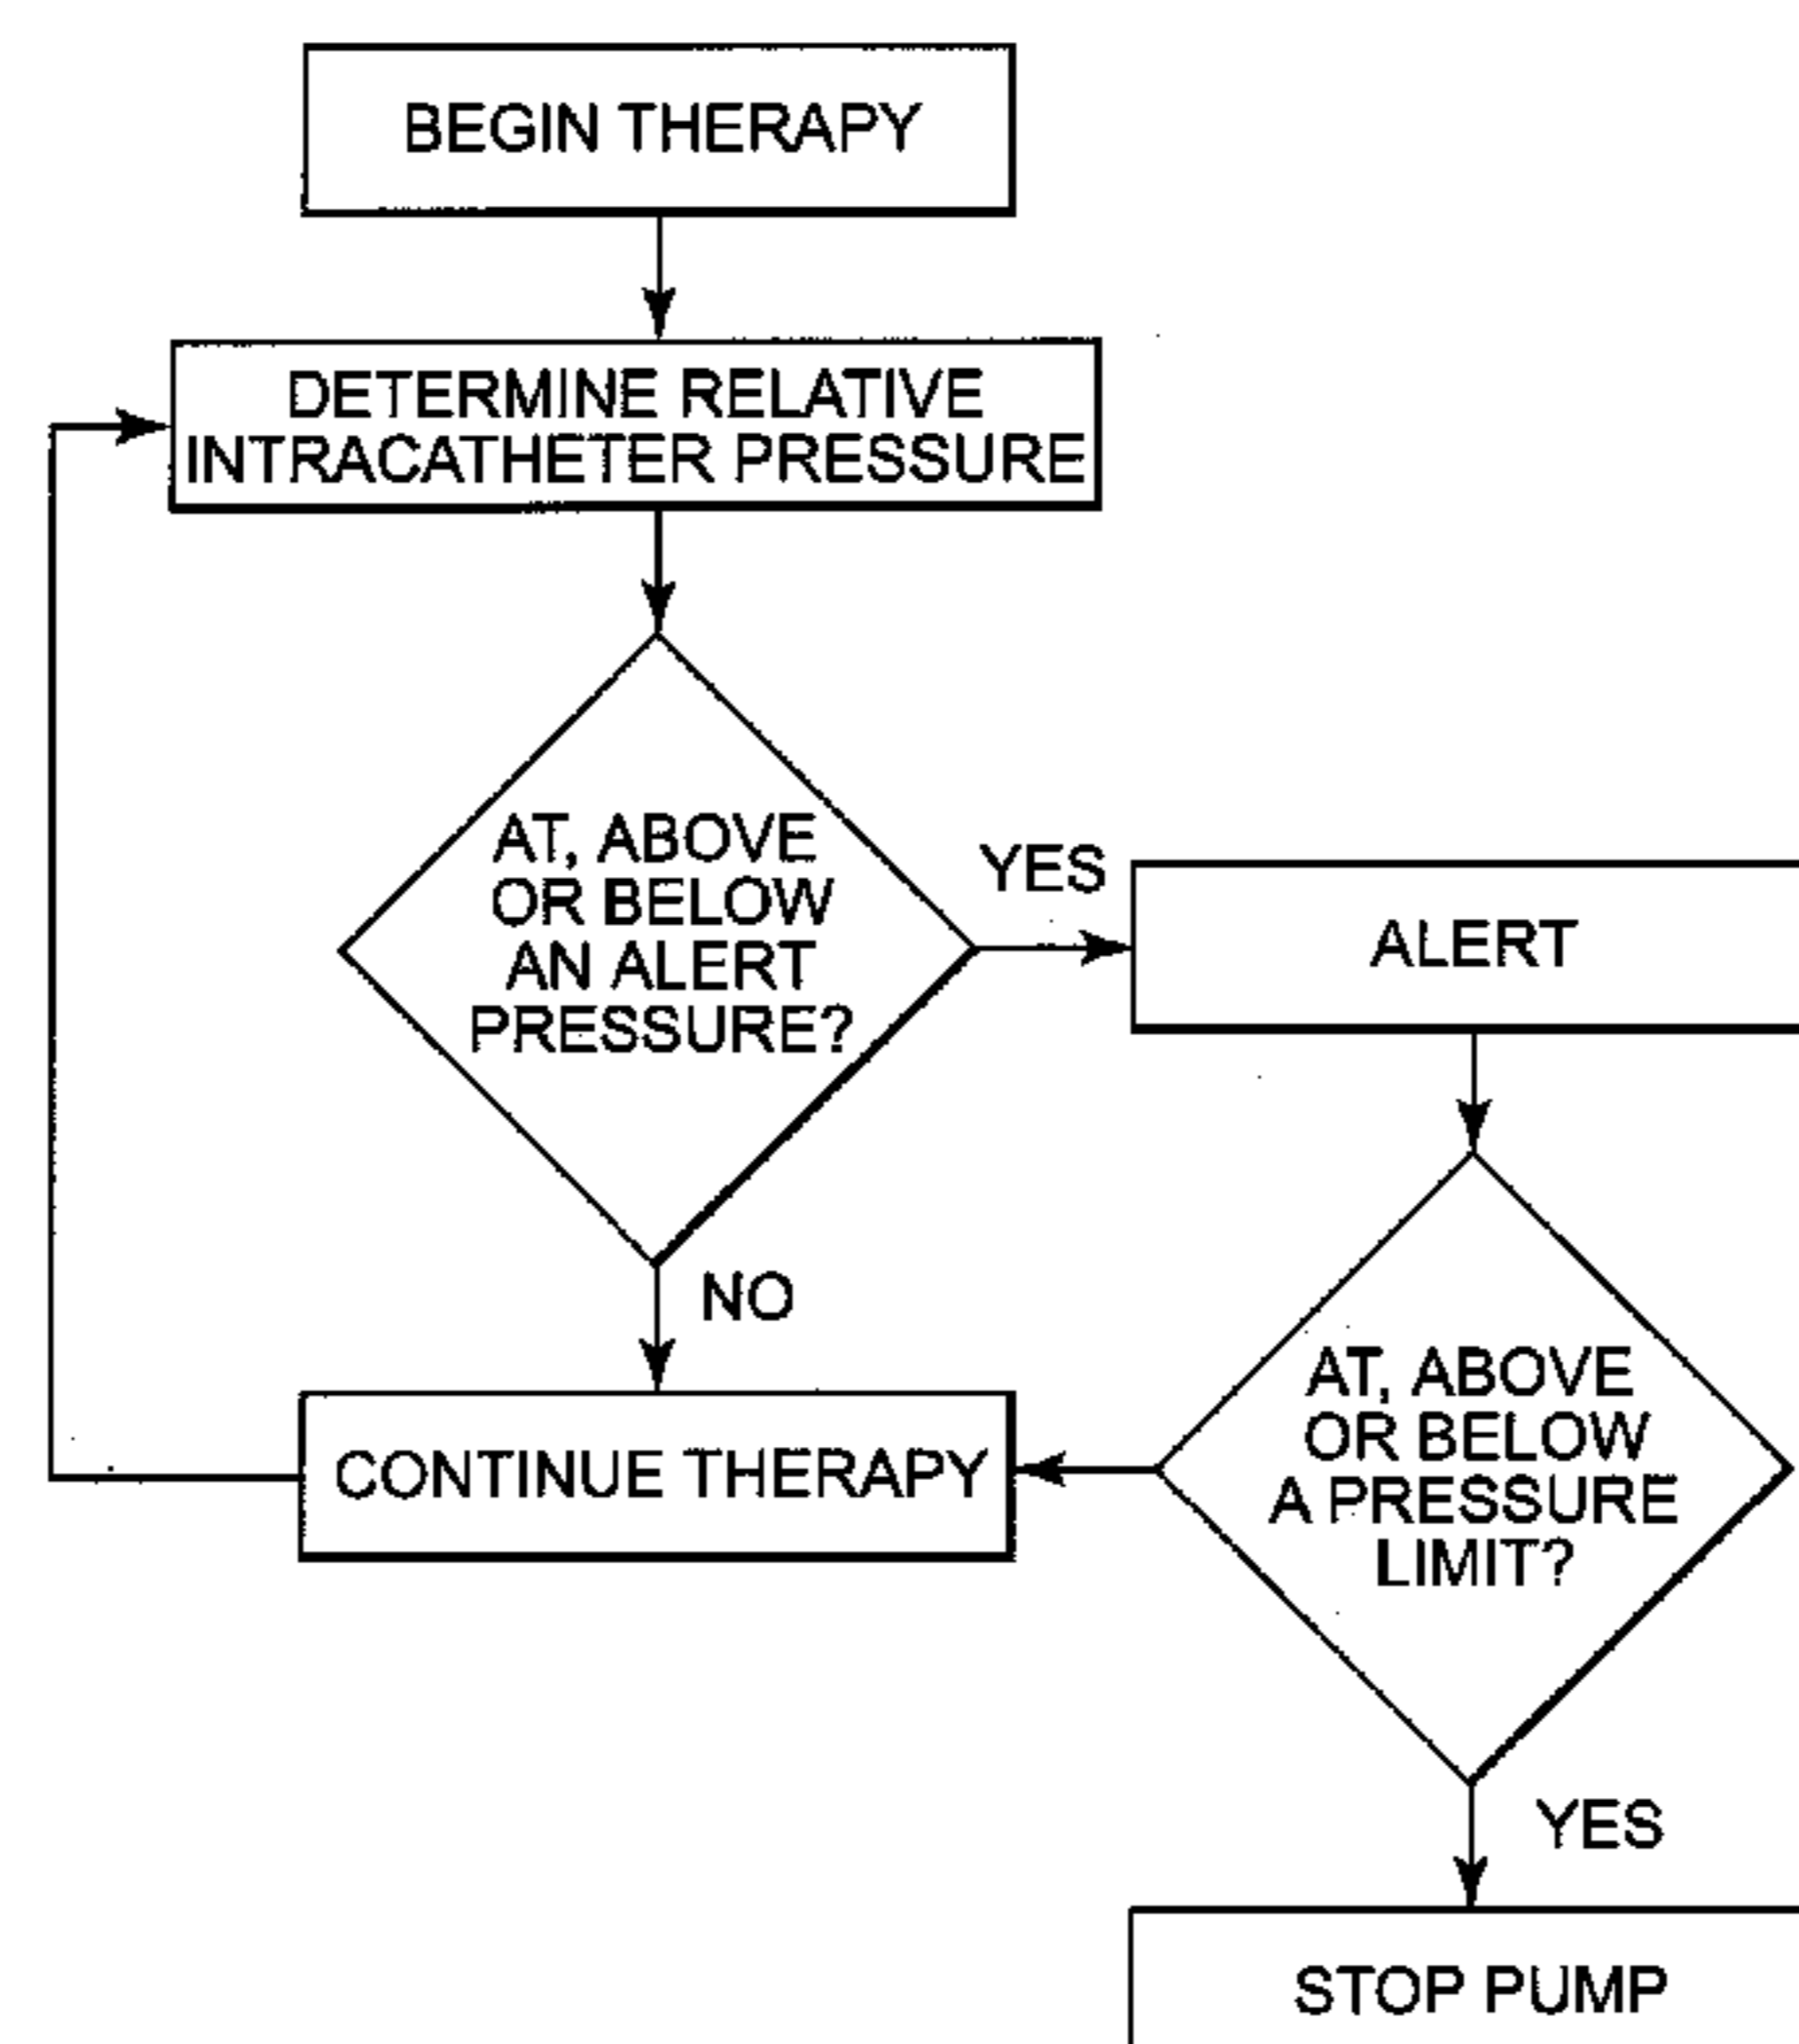 BEGIN THERAPY
DETERMINE RELATIVE
INTRACATHETER PRESSURE
AT, ABOVE
OR BELOW
AN ALERT
PRESSURE?
YES
ALERT
NO
CONTINUE THERAPY
AT, ABOVE
OR BELOW
A PRESSURE
LIMIT?
YES
STOP PUMP